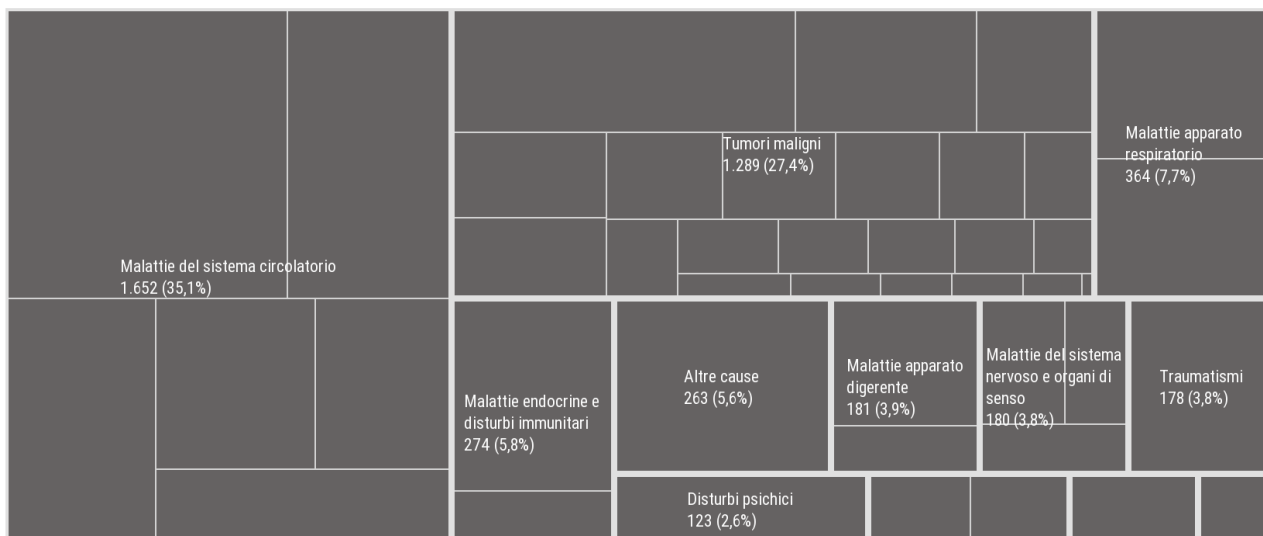 Malattie del sistema circolatorio
1.652 (35,1%)
Tumori maligni
1.289 (27,4%)
Malattie apparato
respiratorio
364 (7,7%)
Malattie endocrine e
disturbi immunitari
274 (5,8%)
Altre cause
263 (5,6%)
Malattie apparato
digerente
181 (3,9%)
Malattie del sistema
nervoso e organi di
senso
180 (3,8%)
Traumatismi
178 (3,8%)
Disturbi psichici
123 (2,6%)